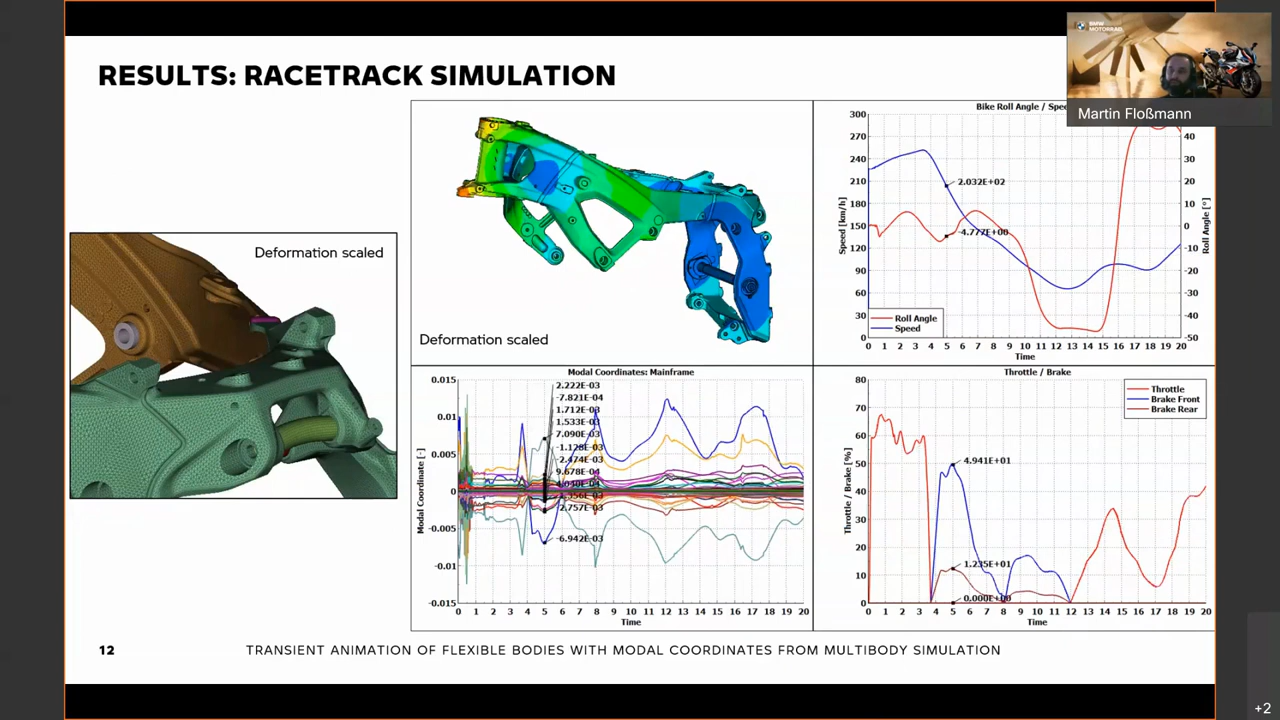 RESULTS: RACETRACK SIMULATION
BMW
MOTORRAD
Martin Floßmann
Deformation scaled
Deformation scaled
Bike Roll Angle / Spee
Speed [km/h]
300
270
240
210
180
150
120
90
60
30
0
2.032E+02
-4.777E+00
Roll Angle
Speed
40
30
20
10
0
-10
-20
-30
-40
-50
Roll Angle [°]
0 1 2 3 4 5 6 7 8 9 10 11 12 13 14 15 16 17 18 19 20
Time
Modal Coordinates: Mainframe
Modal Coordinate [-]
0.015
0.01
0.005
0
-0.005
-0.01
-0.015
2.222E-03
-7.821E-04
1.712E-03
1.533E-03
7.090E-03
-1.128E-03
2.474E-03
9.678E-04
2.757E-03
-6.942E-03
0 1 2 3 4 5 6 7 8 9 10 11 12 13 14 15 16 17 18 19 20
Time
Throttle / Brake
Throttle / Brake [%]
80
70
60
50
40
30
20
10
0
Throttle
Brake Front
Brake Rear
4.941E+01
1.235E+01
0.000E+00
0 1 2 3 4 5 6 7 8 9 10 11 12 13 14 15 16 17 18 19 20
Time
12
TRANSIENT ANIMATION OF FLEXIBLE BODIES WITH MODAL COORDINATES FROM MULTIBODY SIMULATION
+2